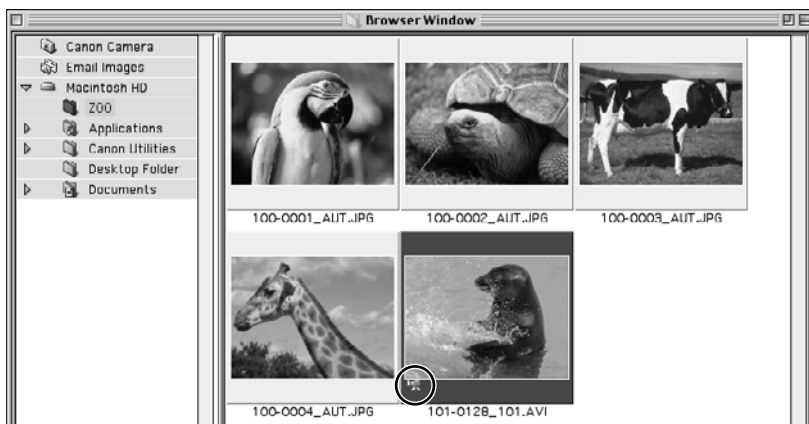 Browser Window
Canon Camera
Email Images
Macintosh HD
ZOO
Applications
Canon Utilities
Desktop Folder
Documents
100-0001_AUT.JPG
100-0002_AUT.JPG
100-0003_AUT.JPG
100-0004_AUT.JPG
101-0128_101.AVI